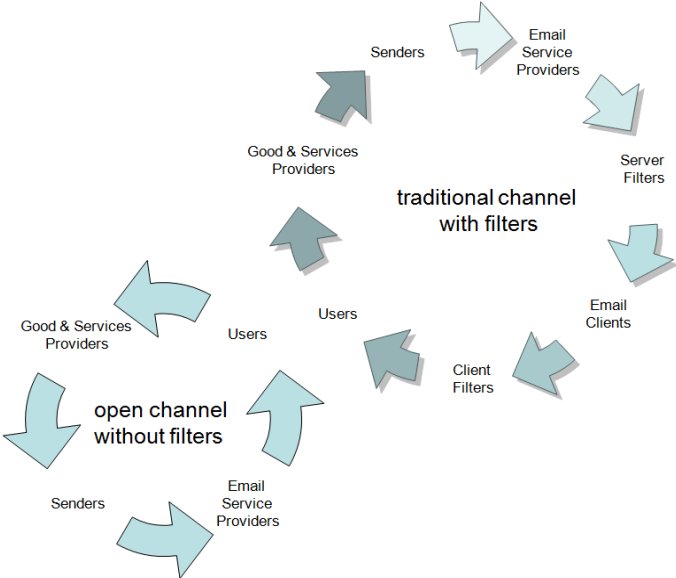 Senders
Email
Service
Providers
Good & Services
Providers
Server
Filters
traditional channel
with filters
Email
Clients
Users
Client
Filters
Good & Services
Providers
Users
open channel
without filters
Senders
Email
Service
Providers